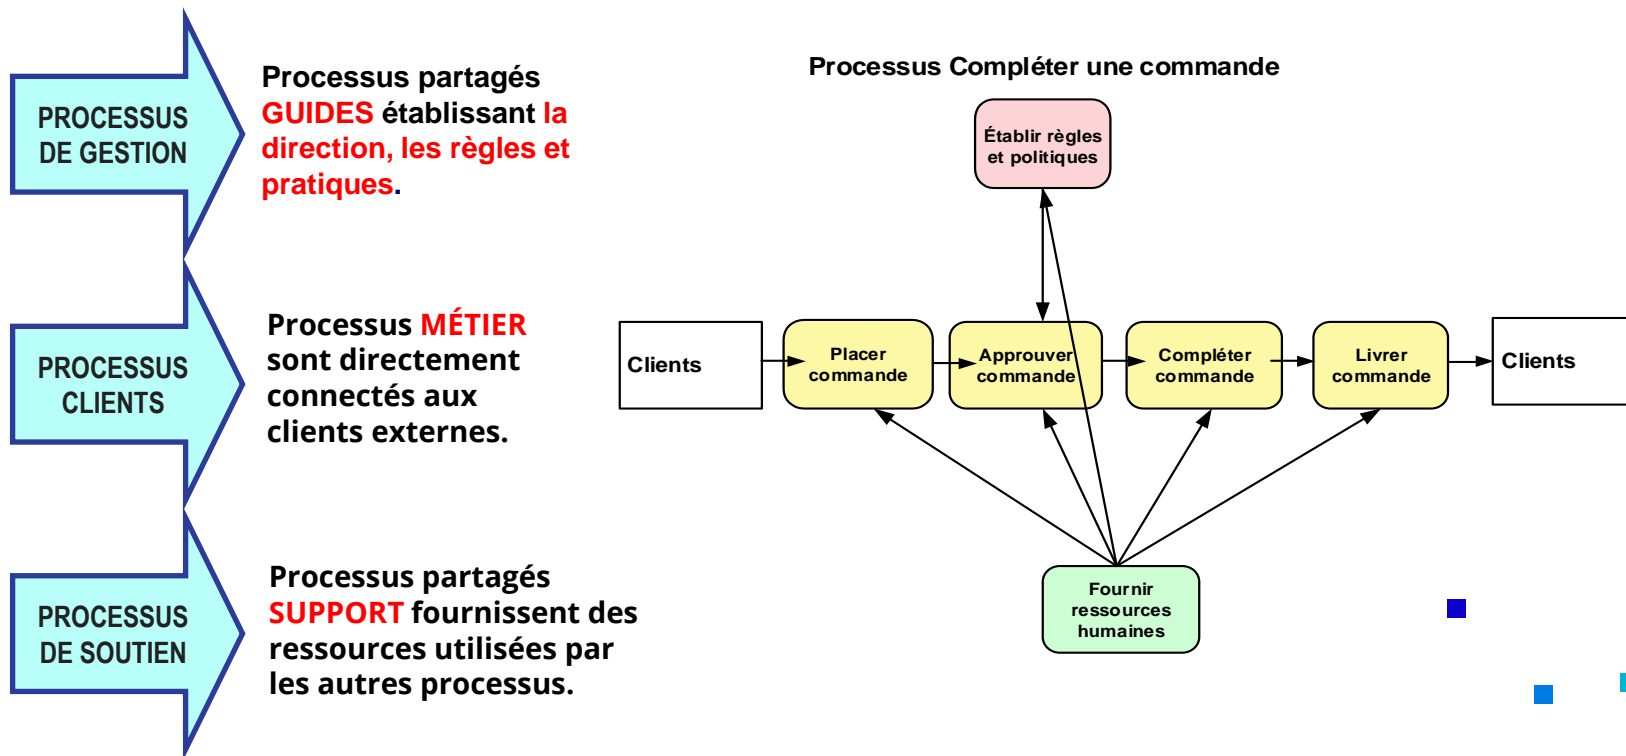 PROCESSUS
DE GESTION
Processus partagés
GUIDES établissant la
direction, les règles et
pratiques.
PROCESSUS
CLIENTS
Processus MÉTIER
sont directement
connectés aux
clients externes.
PROCESSUS
DE SOUTIEN
Processus partagés
SUPPORT fournissent des
ressources utilisées par
les autres processus.
Processus Compléter une commande
Établir règles
et politiques
Clients
Placer
commande
Approuver
commande
Compléter
commande
Livrer
commande
Clients
Fournir
ressources
humaines